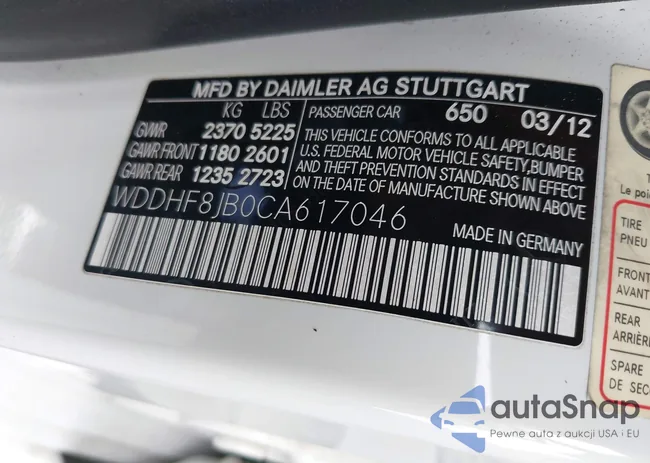 MFD BY DAIMLER AG STUTTGART
KG LBS
GVWR 2370 5225
GAWR FRONT 1180 2601
GAWR REAR 1235 2723
PASSENGER CAR 650 03/12
THIS VEHICLE CONFORMS TO ALL APPLICABLE
U.S. FEDERAL MOTOR VEHICLE SAFETY, BUMPER
AND THEFT PREVENTION STANDARDS IN EFFECT
ON THE DATE OF MANUFACTURE SHOWN ABOVE
WDDHF8JB0CA617046
MADE IN GERMANY
TIRE
PNEU
FRONT
AVANT
REAR
ARRIÈRE
SPARE
DE SEC
autaSnap
Pewne auta z aukcji USA i EU